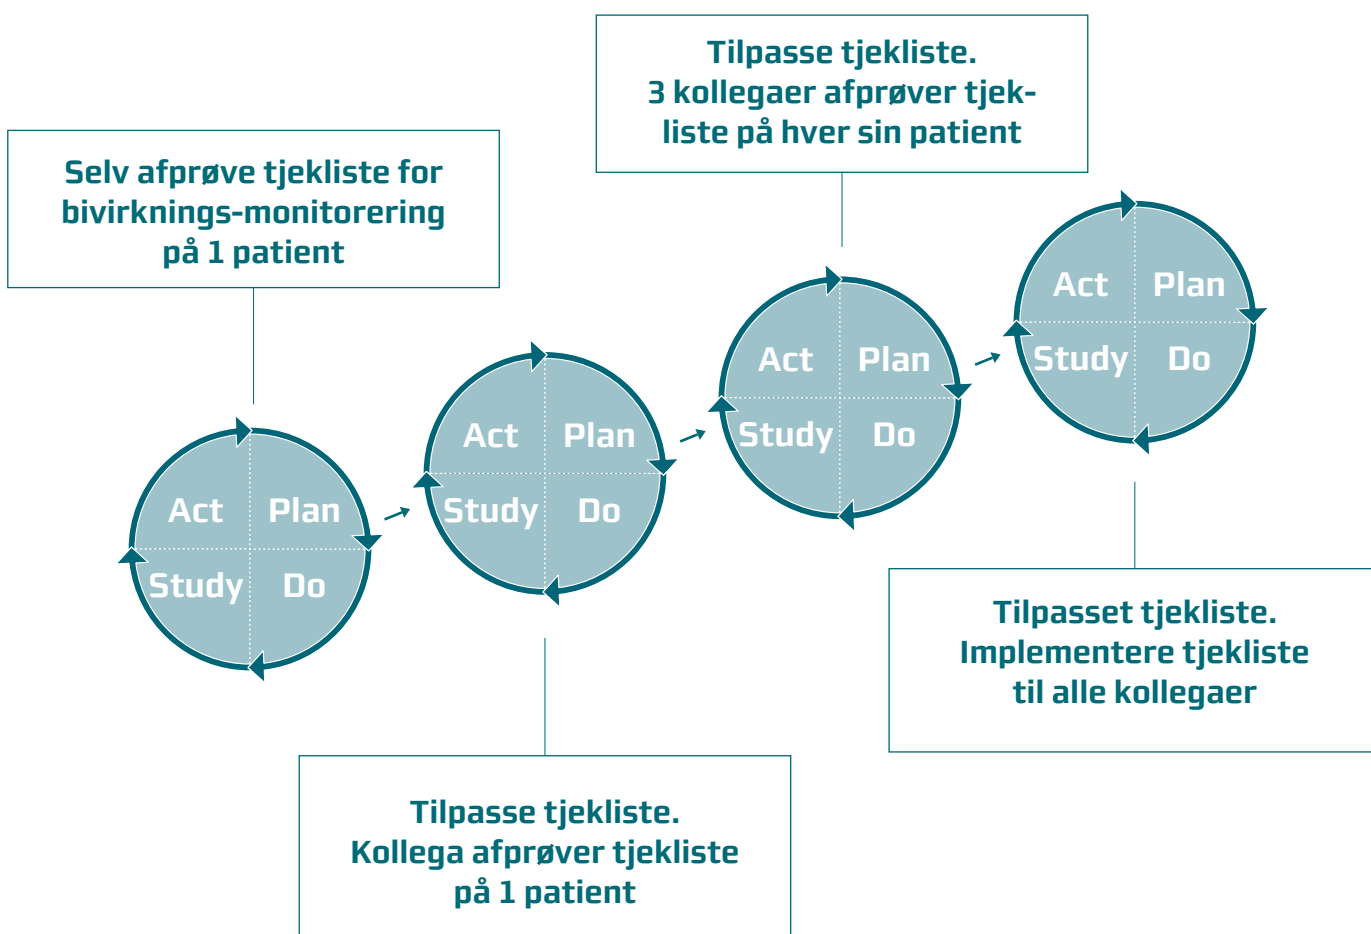 Tilpasse tjekliste.
3 kollegaer afprøver tjek-
liste på hver sin patient
Selv afprøve tjekliste for
bivirknings-monitorering
på 1 patient
Act Plan
Study Do
Act Plan
Study Do
Act Plan
Study Do
Act Plan
Study Do
Tilpasset tjekliste.
Implementere tjekliste
til alle kollegaer
Tilpasse tjekliste.
Kollega afprøver tjekliste
på 1 patient